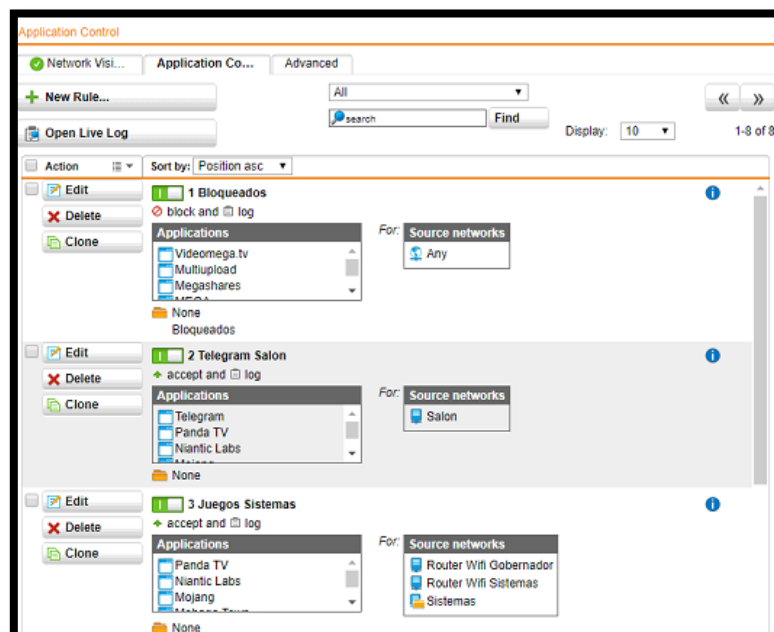 Application Control
Network Visi... Application Co... Advanced
New Rule...
All
search Find
Open Live Log
Display: 10 1-8 of 8
Action Sort by: Position asc
Edit 1 Bloqueados
Delete block and log
Clone Applications For: Source networks
Videomega.tv Any
Multiupload
Megashares
MEGA
None
Bloqueados
Edit 2 Telegram Salon
Delete accept and log
Clone Applications For: Source networks
Telegram Salon
Panda TV
Niantic Labs
Mojang
None
Edit 3 Juegos Sistemas
Delete accept and log
Clone Applications For: Source networks
Panda TV Router Wifi Gobernador
Niantic Labs Router Wifi Sistemas
Mojang Sistemas
None